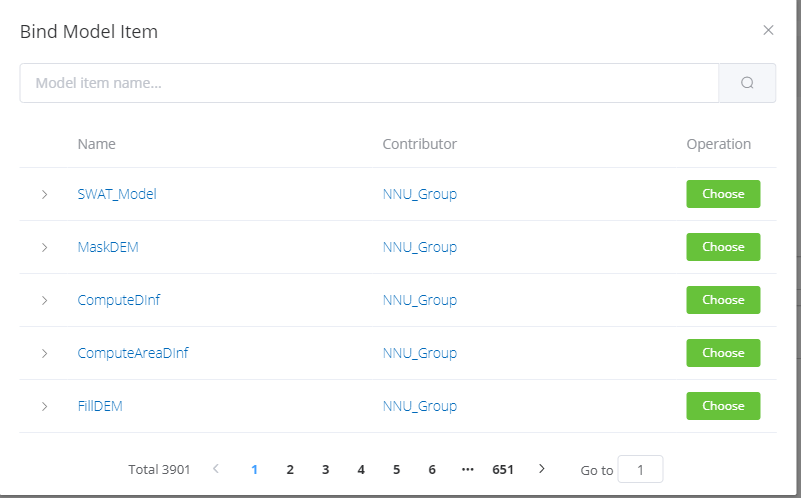 Bind Model Item
Model item name...
Name Contributor Operation
SWAT_Model NNU_Group Choose
MaskDEM NNU_Group Choose
ComputeDInf NNU_Group Choose
ComputeAreaDInf NNU_Group Choose
FillDEM NNU_Group Choose
Total 3901 1 2 3 4 5 6 ••• 651 Go to 1